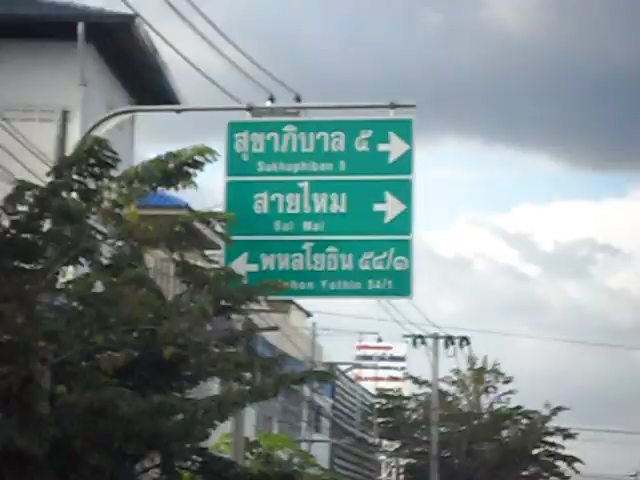 สุขาภิบาล ๕
Sukhaphiban 5
สายไหม
Sai Mai
พหลโยธิน ๕๔/๑
Yothin 54/1